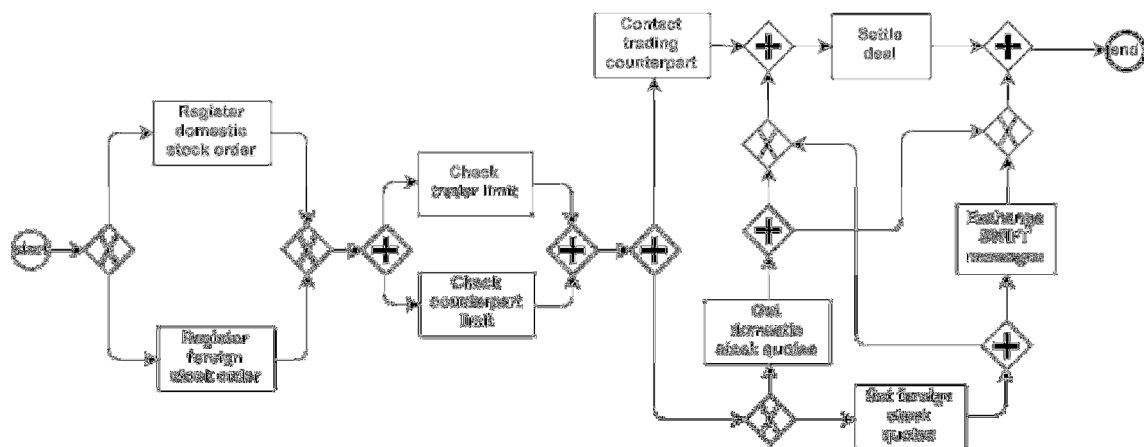 Contact
trading
counterpart
Settle
deal
end
Register
domestic
stock order
Check
trader limit
start
Exchange
SWIFT
messages
Check
counterpart
limit
Get
domestic
stock quotes
Register
foreign
stock order
Get foreign
stock
quotes